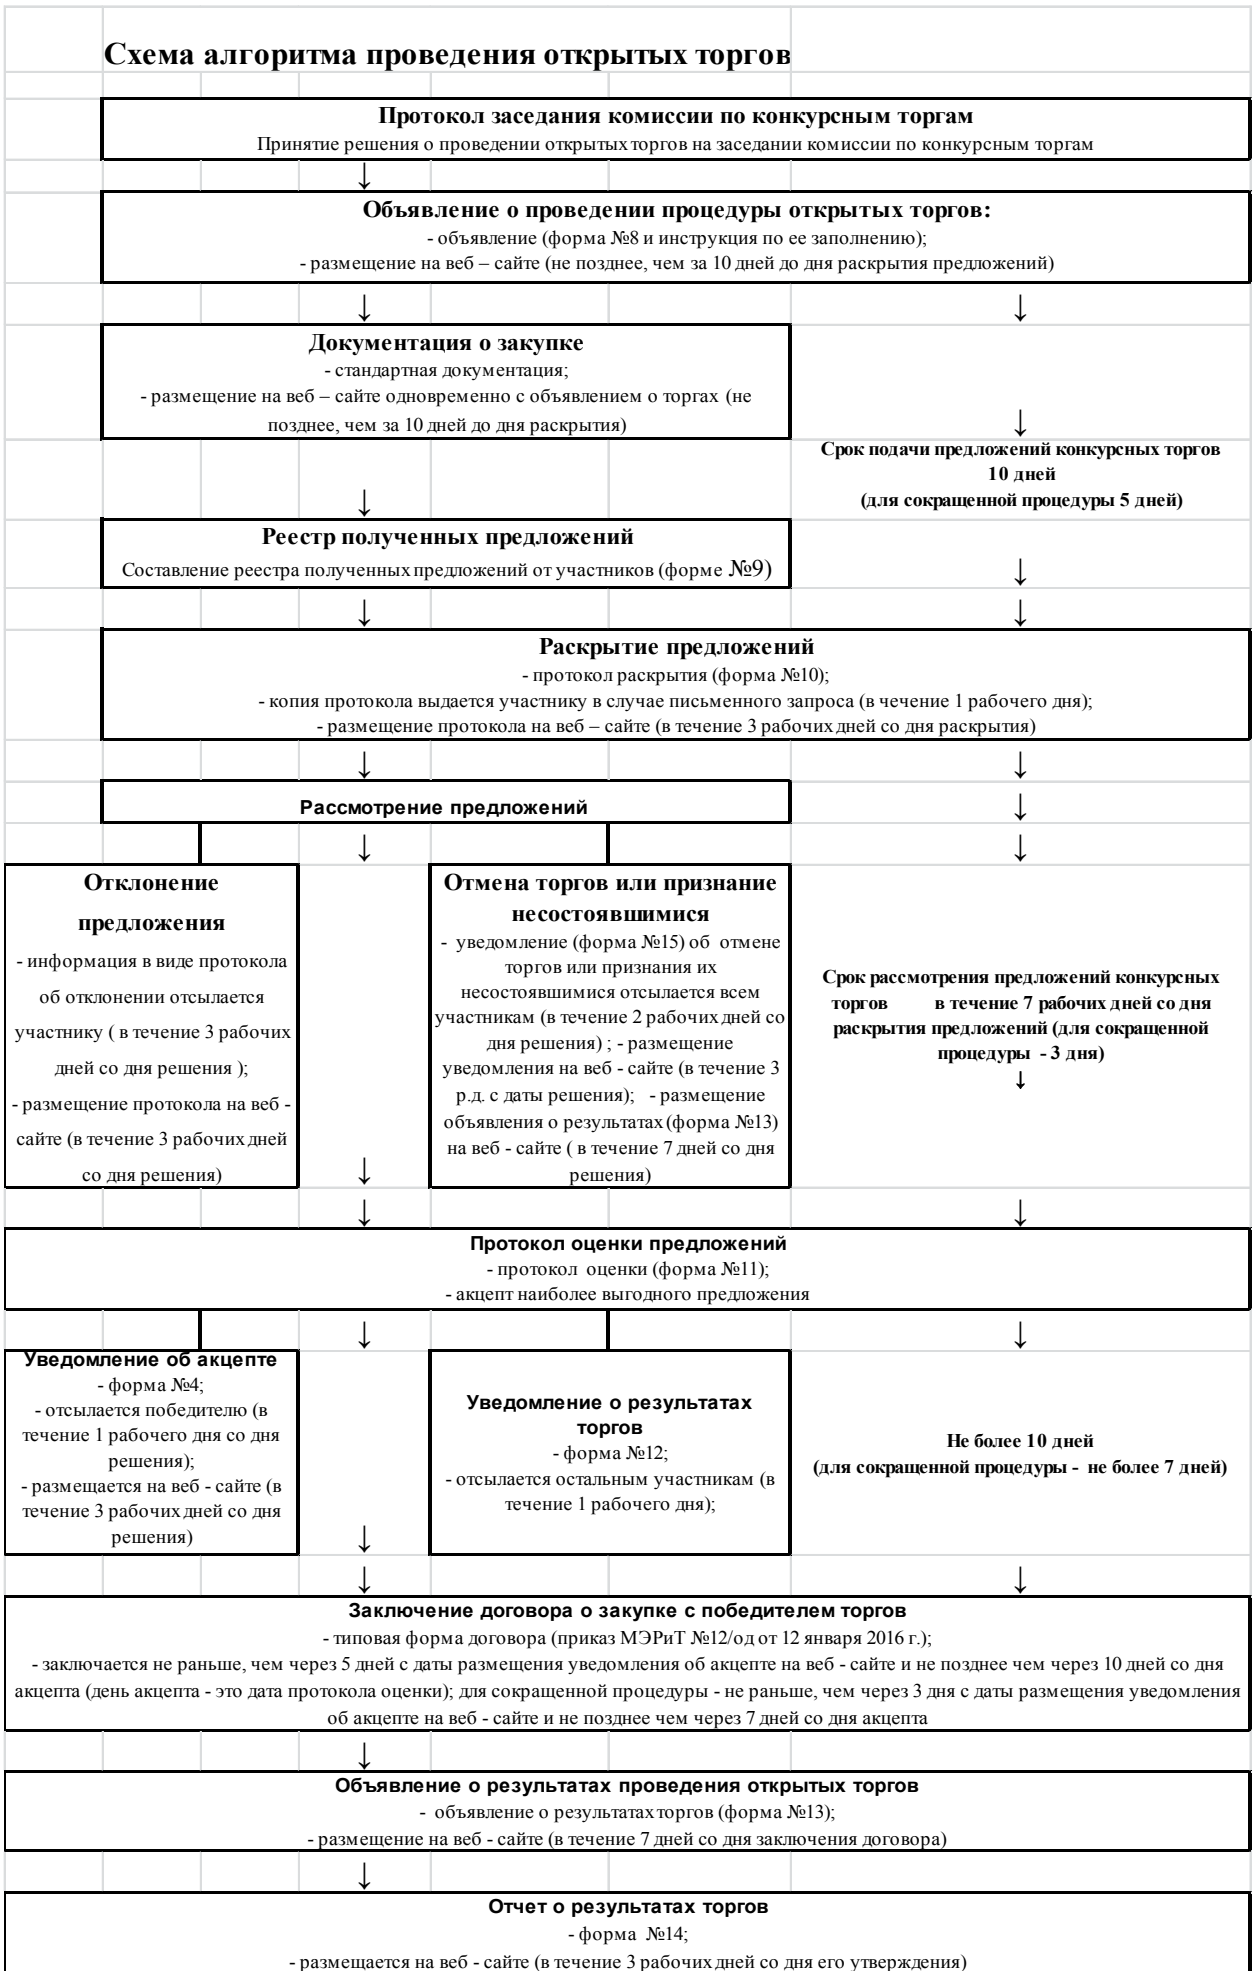 Схема алгоритма проведения открытых торгов
Протокол заседания комиссии по конкурсным торгам
Принятие решения о проведении открытых торгов на заседании комиссии по конкурсным торгам
↓
Объявление о проведении процедуры открытых торгов:
- объявление (форма №8 и инструкция по ее заполнению);
- размещение на веб – сайте (не позднее, чем за 10 дней до дня раскрытия предложений)
↓ ↓
Документация о закупке
- стандартная документация;
- размещение на веб – сайте одновременно с объявлением о торгах (не
позднее, чем за 10 дней до дня раскрытия)
↓
Срок подачи предложений конкурсных торгов
10 дней
(для сокращенной процедуры 5 дней)
↓
Реестр полученных предложений
Составление реестра полученных предложений от участников (форме №9)
↓
↓ ↓
Раскрытие предложений
- протокол раскрытия (форма №10);
- копия протокола выдается участнику в случае письменного запроса (в чечение 1 рабочего дня);
- размещение протокола на веб – сайте (в течение 3 рабочих дней со дня раскрытия)
↓ ↓
Рассмотрение предложений
↓
↓ ↓
Отклонение
предложения
- информация в виде протокола
об отклонении отсылается
участнику ( в течение 3 рабочих
дней со дня решения );
- размещение протокола на веб -
сайте (в течение 3 рабочих дней
со дня решения)
↓
Отмена торгов или признание
несостоявшимися
- уведомление (форма №15) об отмене
торгов или признания их
несостоявшимися отсылается всем
участникам (в течение 2 рабочих дней со
дня решения) ; - размещение
уведомления на веб - сайте (в течение 3
р.д. с даты решения); - размещение
объявления о результатах (форма №13)
на веб - сайте ( в течение 7 дней со дня
решения)
Срок рассмотрения предложений конкурсных
торгов в течение 7 рабочих дней со дня
раскрытия предложений (для сокращенной
процедуры - 3 дня)
↓
↓ ↓
Протокол оценки предложений
- протокол оценки (форма №11);
- акцепт наиболее выгодного предложения
↓ ↓
Уведомление об акцепте
- форма №4;
- отсылается победителю (в
течение 1 рабочего дня со дня
решения);
- размещается на веб - сайте (в
течение 3 рабочих дней со дня
решения)
↓
Уведомление о результатах
торгов
- форма №12;
- отсылается остальным участникам (в
течение 1 рабочего дня);
Не более 10 дней
(для сокращенной процедуры - не более 7 дней)
↓ ↓
Заключение договора о закупке с победителем торгов
- типовая форма договора (приказ МЭРиТ №12/од от 12 января 2016 г.);
- заключается не раньше, чем через 5 дней с даты размещения уведомления об акцепте на веб - сайте и не позднее чем через 10 дней со дня
акцепта (день акцепта - это дата протокола оценки); для сокращенной процедуры - не раньше, чем через 3 дня с даты размещения уведомления
об акцепте на веб - сайте и не позднее чем через 7 дней со дня акцепта
↓
Объявление о результатах проведения открытых торгов
- объявление о результатах торгов (форма №13);
- размещение на веб - сайте (в течение 7 дней со дня заключения договора)
↓
Отчет о результатах торгов
- форма №14;
- размещается на веб - сайте (в течение 3 рабочих дней со дня его утверждения)